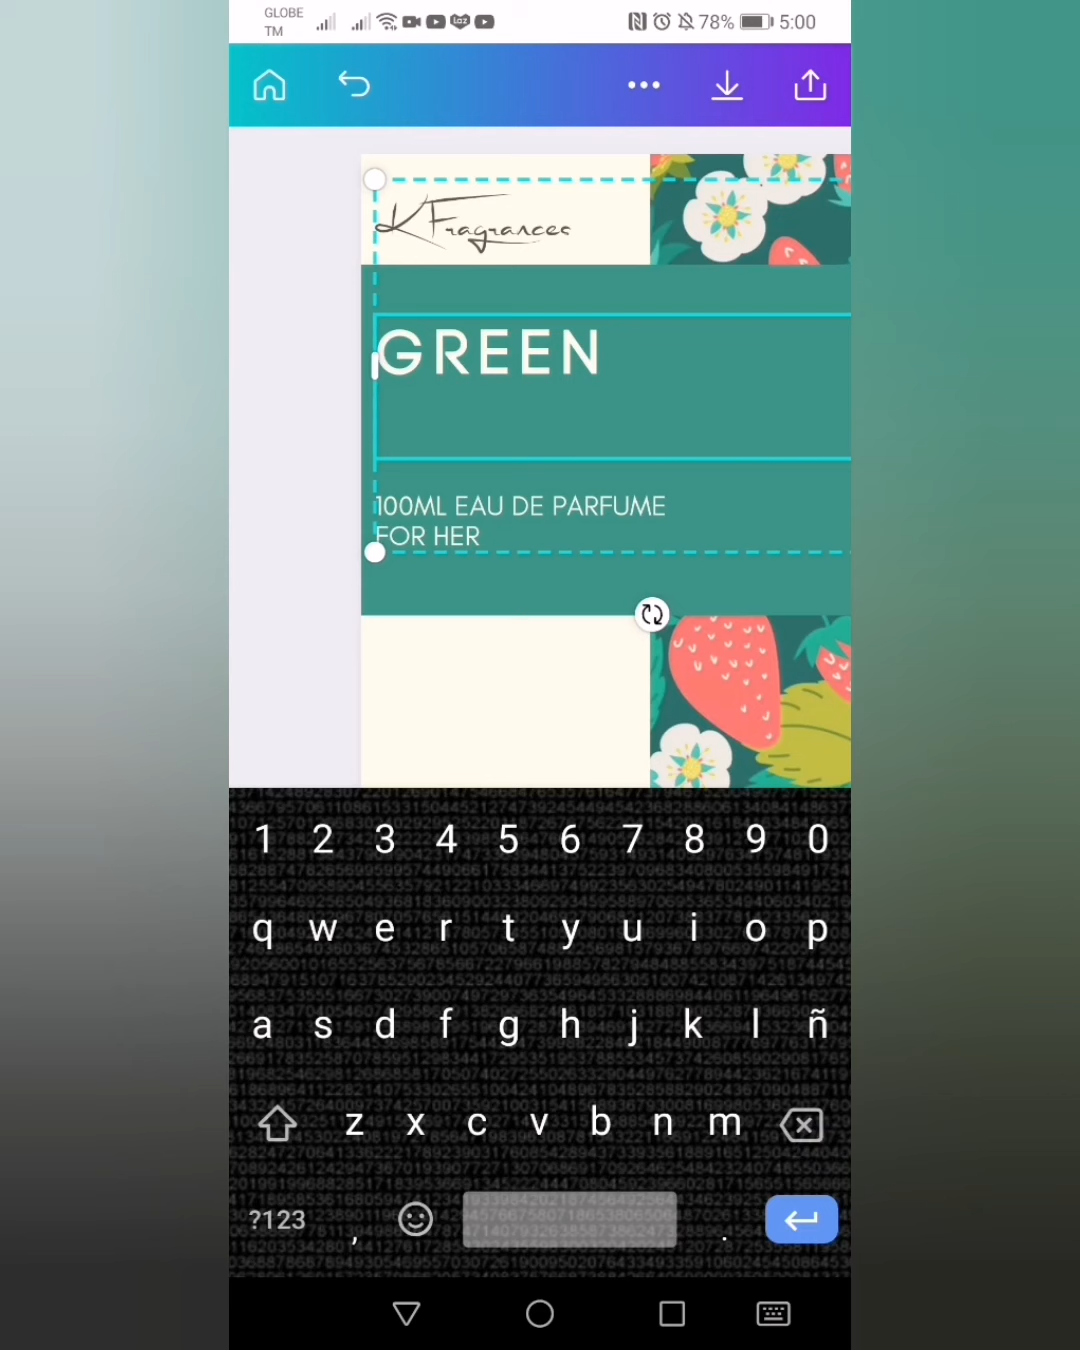 GLOBE
TM
78%
5:00
KFragrances
GREEN
100ML EAU DE PARFUME
FOR HER
1 2 3 4 5 6 7 8 9 0
q w e r t y u i o p
a s d f g h j k l ñ
z x c v b n m
?123 , .